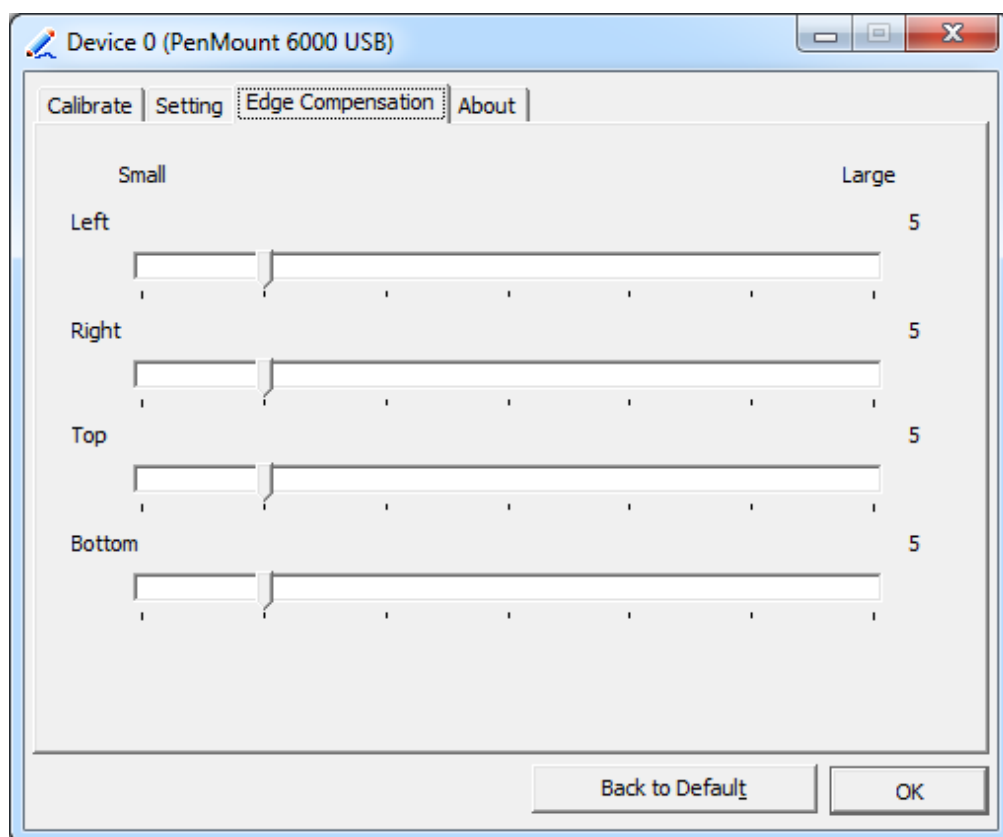 Device 0 (PenMount 6000 USB)
Calibrate Setting Edge Compensation About
Small Large
Left 5
Right 5
Top 5
Bottom 5
Back to Default OK